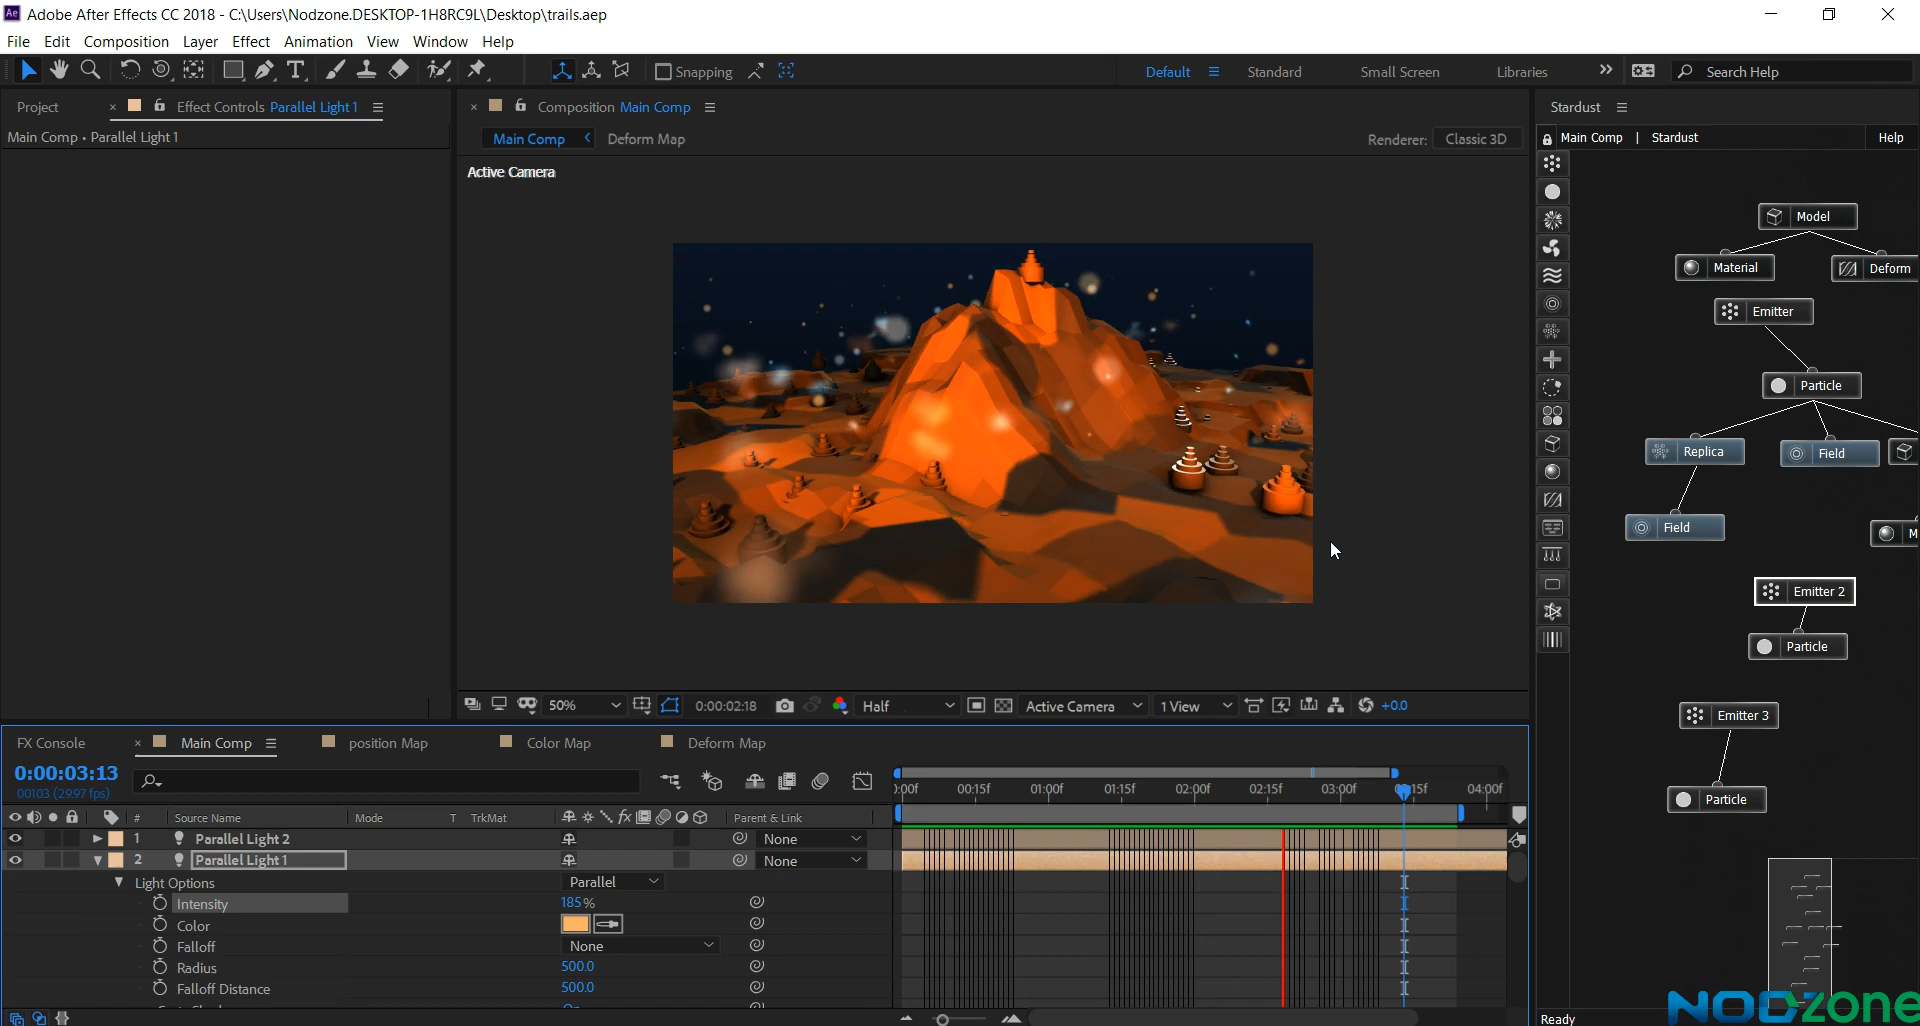 Adobe After Effects CC 2018 - C:\Users\Nodzone.DESKTOP-1H8RC9L\Desktop\trails.aep
File Edit Composition Layer Effect Animation View Window Help
Snapping Default Standard Small Screen Libraries Search Help
Project Effect Controls Parallel Light 1
Composition Main Comp
Stardust
Main Comp • Parallel Light 1
Main Comp Deform Map
Renderer: Classic 3D
Main Comp | Stardust Help
Active Camera
Model
Material
Deform
Emitter
Particle
Replica
Field
Field
M
Emitter 2
Particle
Emitter 3
Particle
50% 0:00:02:18 Half Active Camera 1 View +0.0
FX Console Main Comp position Map Color Map Deform Map
0:00:03:13
00103 (29.97 fps)
:00f 00:15f 01:00f 01:15f 02:00f 02:15f 03:00f 15f 04:00f
# Source Name Mode T TrkMat Parent & Link
1 Parallel Light 2 None
2 Parallel Light 1 None
Light Options Parallel
Intensity 185%
Color
Falloff None
Radius 500.0
Falloff Distance 500.0
Ready
NODzone